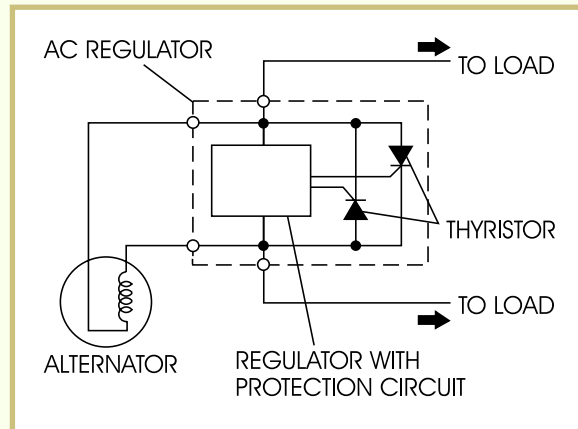 AC REGULATOR
TO LOAD
THYRISTOR
TO LOAD
ALTERNATOR
REGULATOR WITH
PROTECTION CIRCUIT